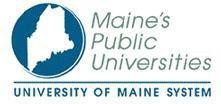 Maine's
Public
Universities
UNIVERSITY OF MAINE SYSTEM